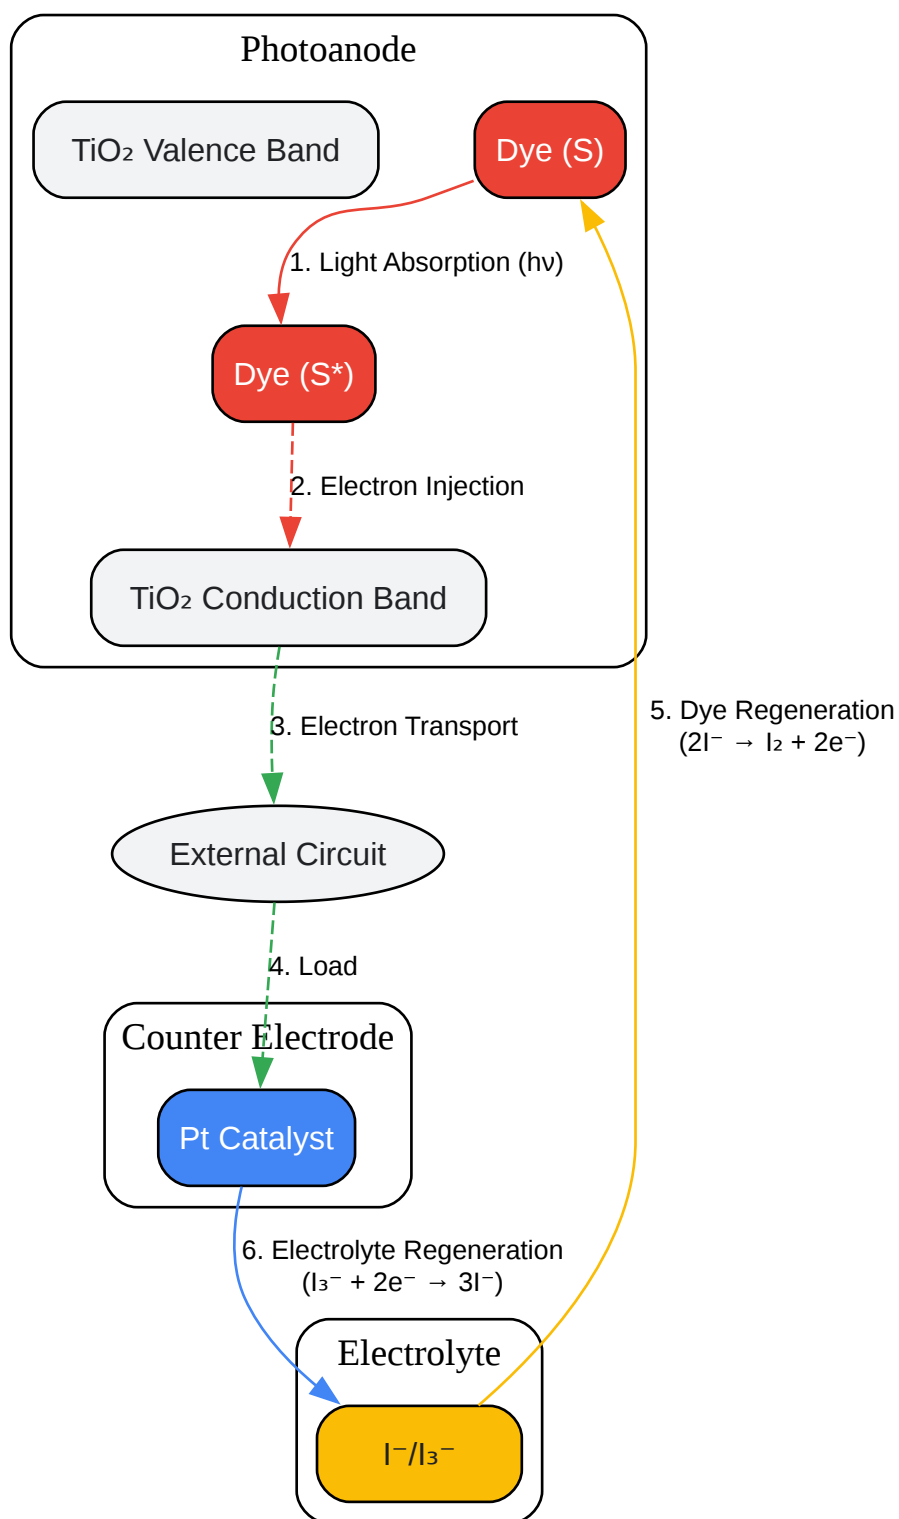 Photoanode
TiO₂ Valence Band
Dye (S)
1. Light Absorption (hν)
Dye (S*)
2. Electron Injection
TiO₂ Conduction Band
3. Electron Transport
5. Dye Regeneration
(2I⁻ → I₂ + 2e⁻)
External Circuit
4. Load
Counter Electrode
Pt Catalyst
6. Electrolyte Regeneration
(I₃⁻ + 2e⁻ → 3I⁻)
Electrolyte
I⁻/I₃⁻